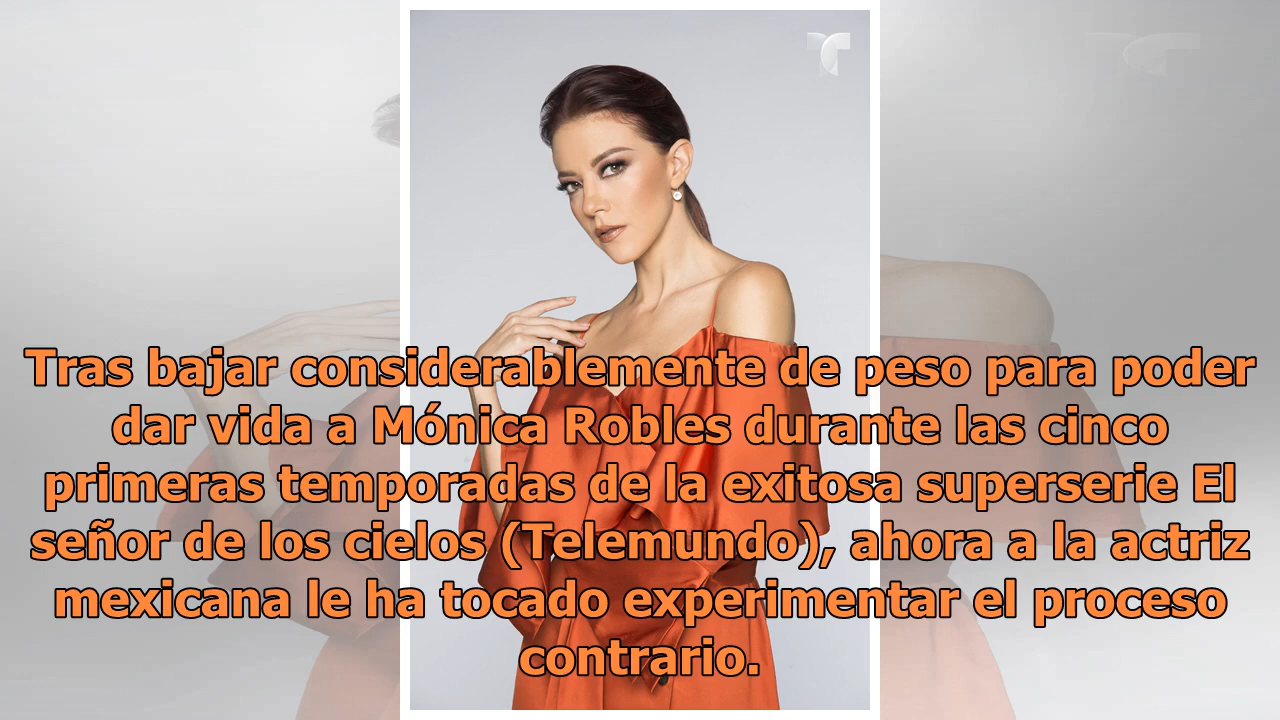 Tras bajar considerablemente de peso para poder
dar vida a Mónica Robles durante las cinco
primeras temporadas de la exitosa superserie El
señor de los cielos (Telemundo), ahora a la actriz
mexicana le ha tocado experimentar el proceso
contrario.